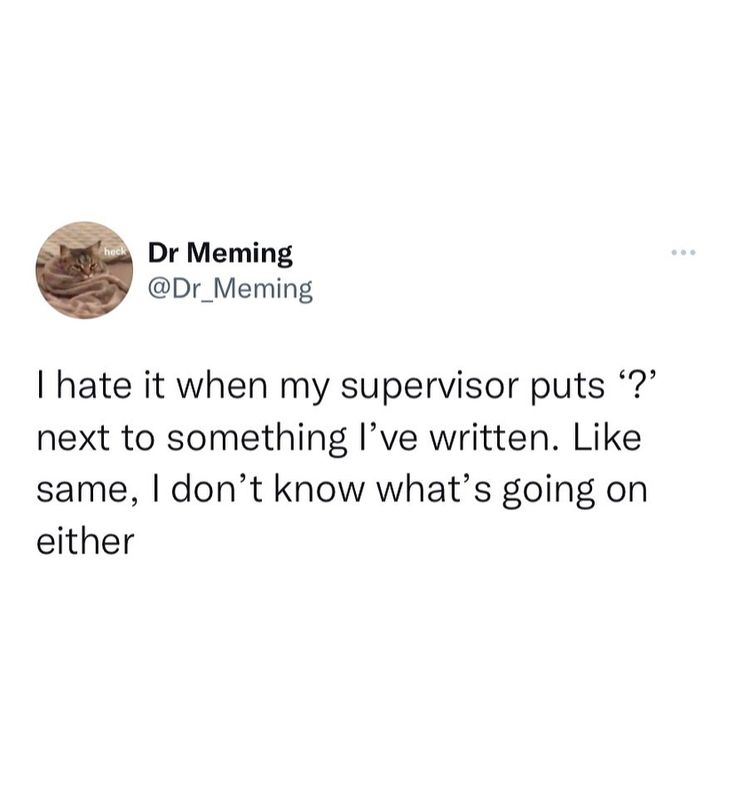 heck
Dr Meming
@Dr_Meming
I hate it when my supervisor puts ‘?’
next to something I’ve written. Like
same, I don’t know what’s going on
either